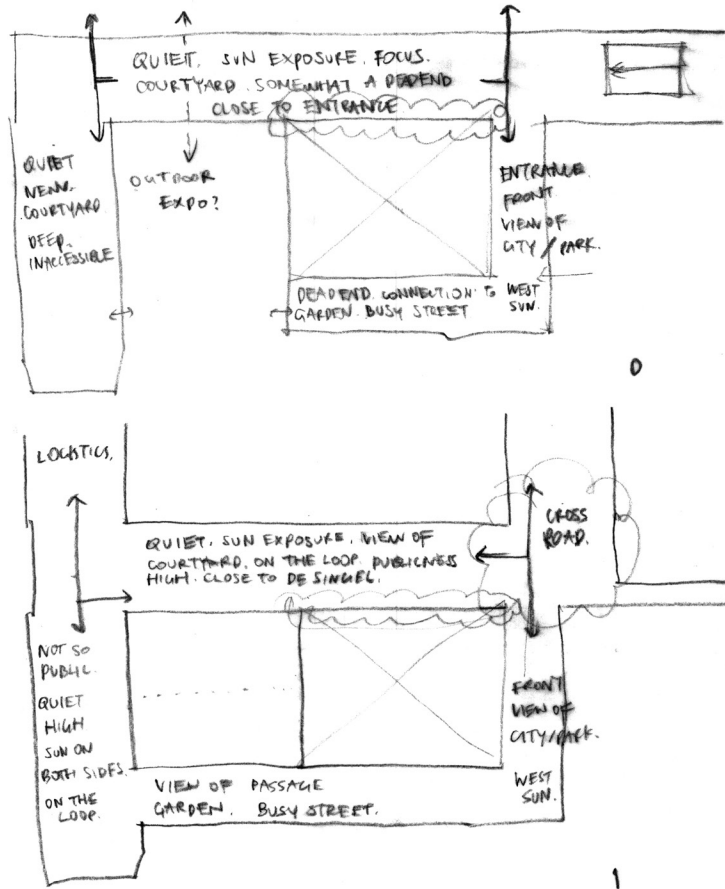 QUIET. SUN EXPOSURE. FOCUS.
COURTYARD. SOMEWHAT A DEADEND
CLOSE TO ENTRANCE
QUIET
COURTYARD
DEEP.
INACCESSIBLE
OUTDOOR
EXPO?
ENTRANCE.
FRONT
VIEW OF
CITY / PARK.
WEST
SUN.
DEADEND. CONNECTION TO
GARDEN. BUSY STREET
0
LOGISTICS.
QUIET. SUN EXPOSURE. VIEW OF
COURTYARD. ON THE LOOP. PUBLICNESS
HIGH. CLOSE TO DE SINGEL.
CROSS
ROAD.
NOT SO
PUBLIC.
QUIET
HIGH
SUN ON
BOTH SIDES.
ON THE
LOOP.
FRONT
VIEW OF
CITY/PARK.
WEST
SUN.
VIEW OF PASSAGE
GARDEN. BUSY STREET.
1